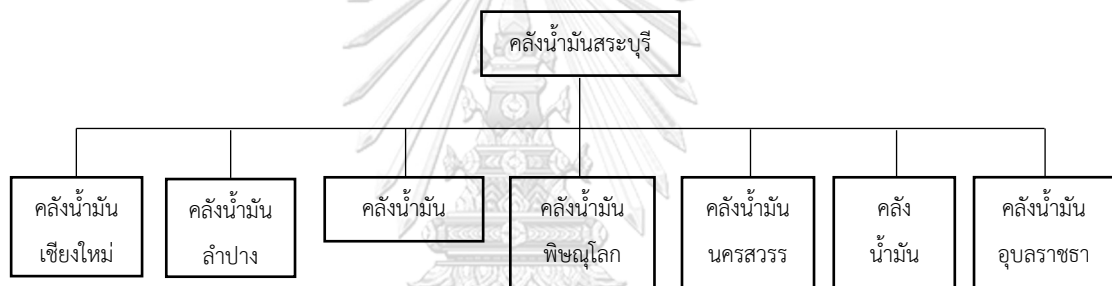 คลังน้ำมันสระบุรี
คลังน้ำมัน
เชียงใหม่
คลังน้ำมัน
ลำปาง
คลังน้ำมัน
คลังน้ำมัน
พิษณุโลก
คลังน้ำมัน
นครสวรร
คลัง
น้ำมัน
คลังน้ำมัน
อุบลราชธา